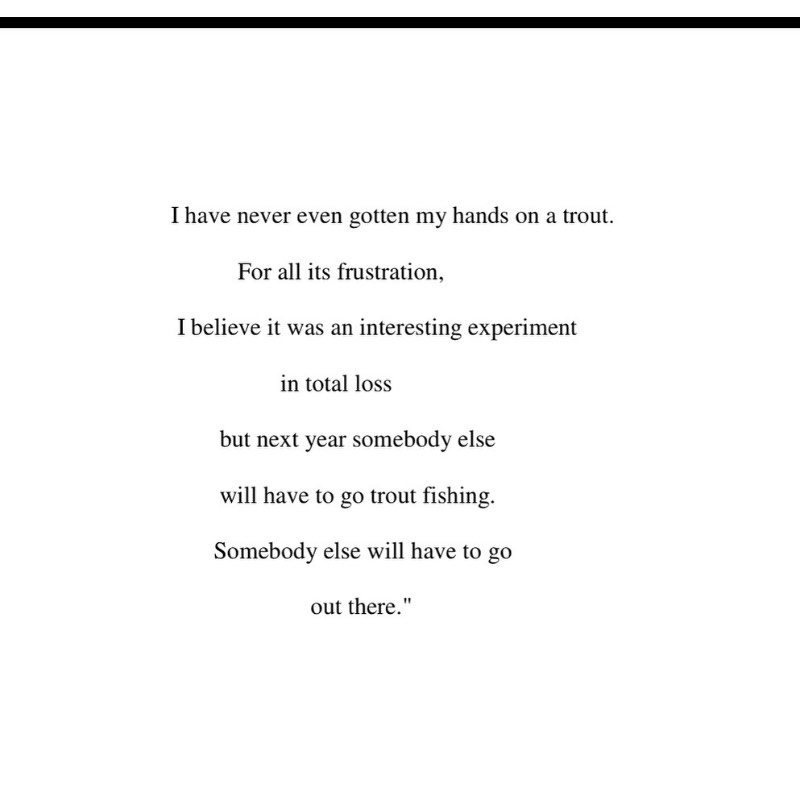 I have never even gotten my hands on a trout.
For all its frustration,
I believe it was an interesting experiment
in total loss
but next year somebody else
will have to go trout fishing.
Somebody else will have to go
out there."